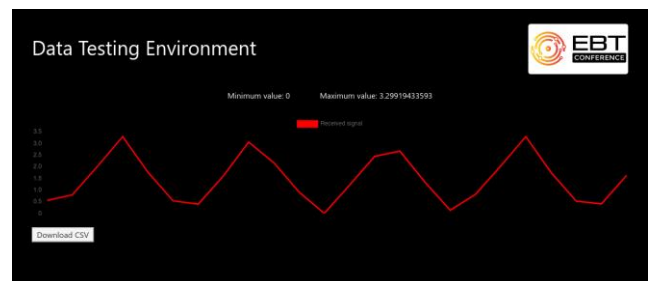 Data Testing Environment
EBT
CONFERENCE
Minimum value: 0 Maximum value: 3.29919433593
Received signal
3.5
3.0
2.5
2.0
1.5
1.0
0.5
0
Download CSV